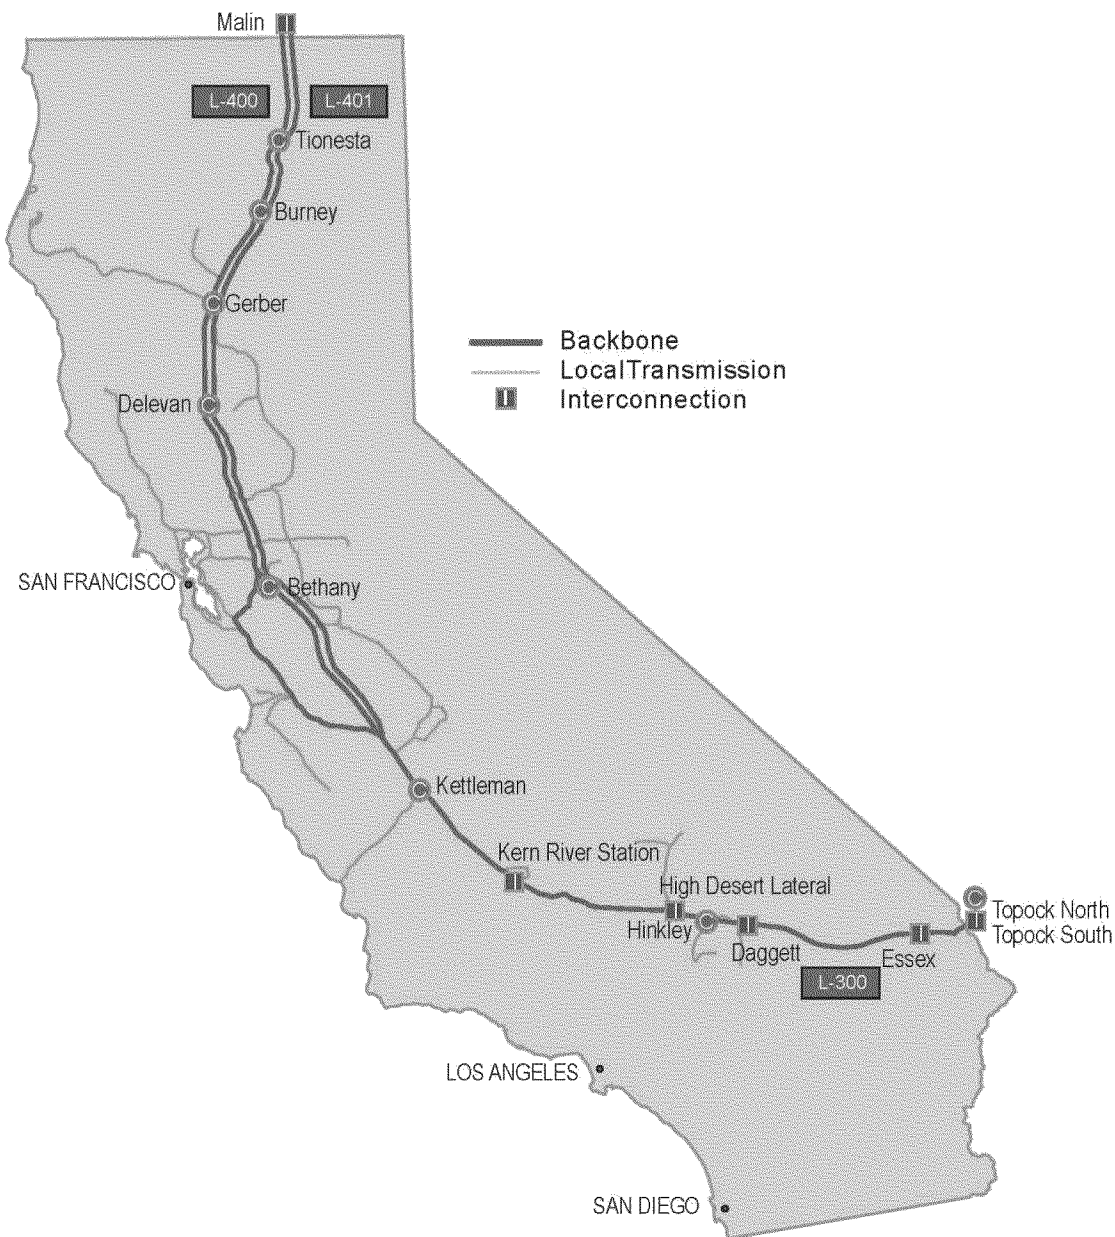 Malin
L-400
L-401
Tionesta
Burney
Gerber
Backbone
LocalTransmission
Interconnection
Delevan
SAN FRANCISCO
Bethany
Kettleman
Kern River Station
High Desert Lateral
Hinkley
Daggett
Essex
Topock North
Topock South
L-300
LOS ANGELES
SAN DIEGO